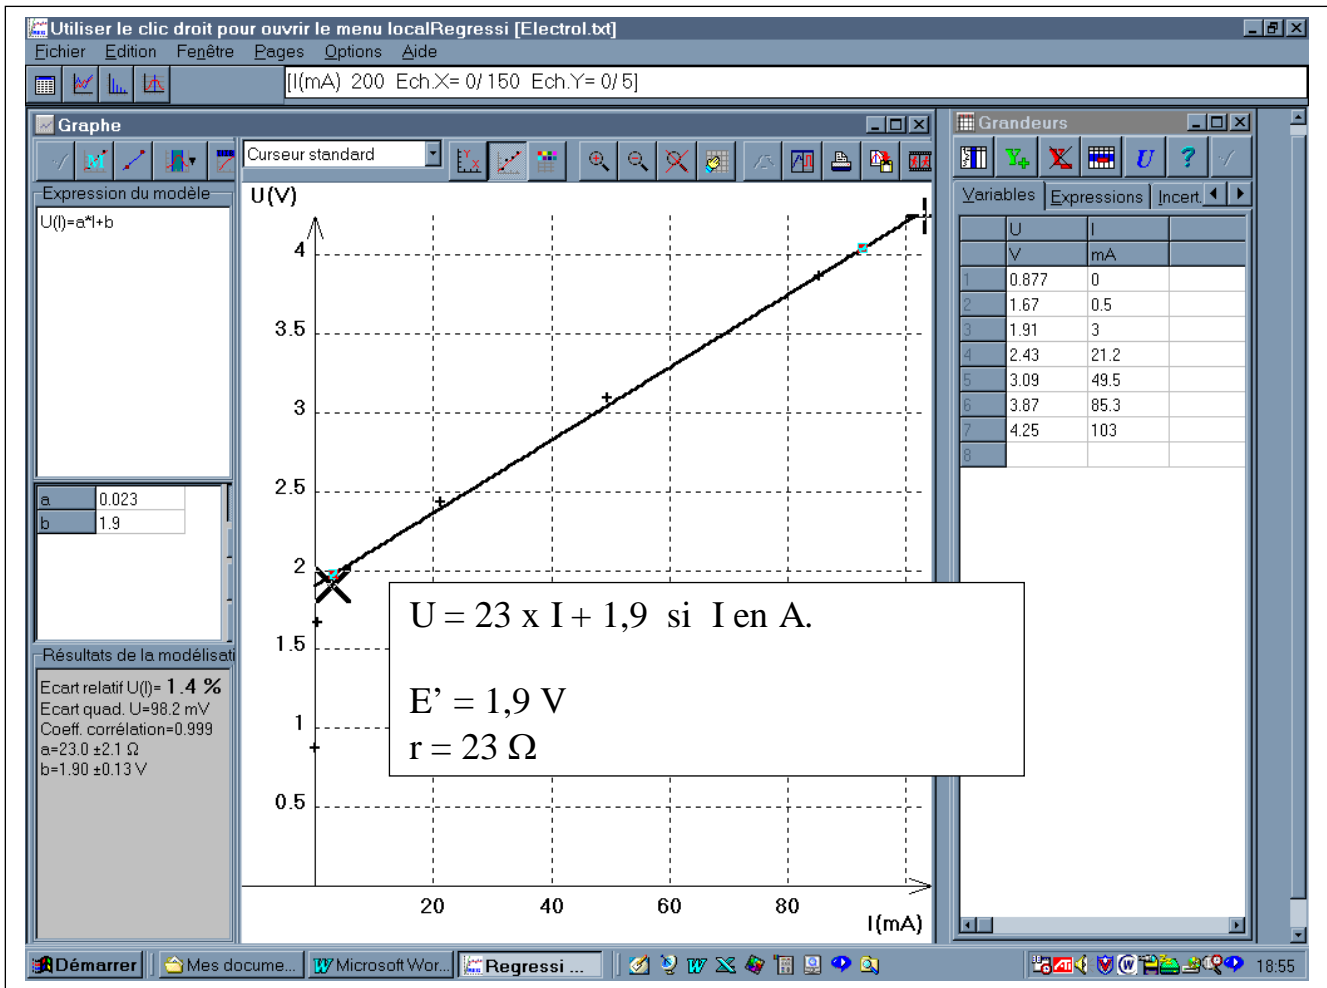 Utiliser le clic droit pour ouvrir le menu localRegressi [Electrol.txt]
Fichier Edition Fenêtre Pages Options Aide
[I(mA) 200 Ech.X= 0/ 150 Ech.Y= 0/ 5]
Graphe
Curseur standard
Expression du modèle
U(I)=a*I+b
a 0.023
b 1.9
Résultats de la modélisati
Ecart relatif U(I)= 1.4 %
Ecart quad. U=98.2 mV
Coeff. corrélation=0.999
a=23.0 ±2.1 Ω
b=1.90 ±0.13 V
U(V)
4
3.5
3
2.5
2
1.5
1
0.5
20 40 60 80
I(mA)
U = 23 x I + 1,9 si I en A.
E’ = 1,9 V
r = 23 Ω
Grandeurs
Variables Expressions Incert.
U I
V mA
1 0.877 0
2 1.67 0.5
3 1.91 3
4 2.43 21.2
5 3.09 49.5
6 3.87 85.3
7 4.25 103
8
Démarrer Mes docume... Microsoft Wor... Regressi ... 18:55